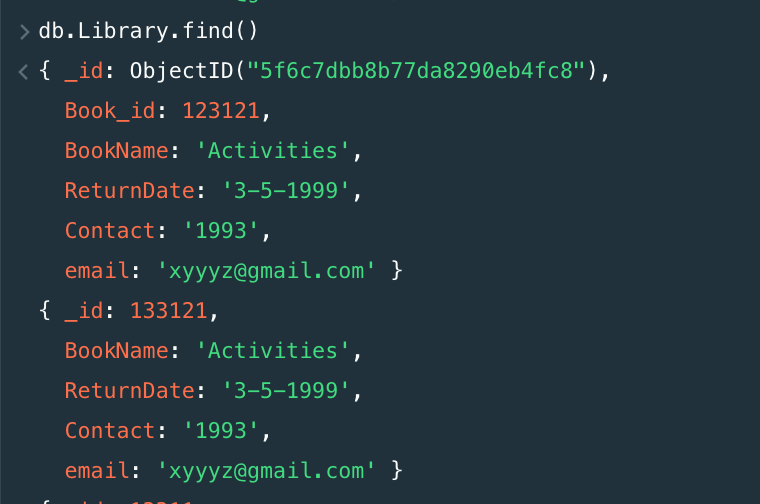 > db.Library.find()
< { _id: ObjectID("5f6c7dbb8b77da8290eb4fc8"),
Book_id: 123121,
BookName: 'Activities',
ReturnDate: '3-5-1999',
Contact: '1993',
email: 'xyyyz@gmail.com' }
{ _id: 133121,
BookName: 'Activities',
ReturnDate: '3-5-1999',
Contact: '1993',
email: 'xyyyz@gmail.com' }